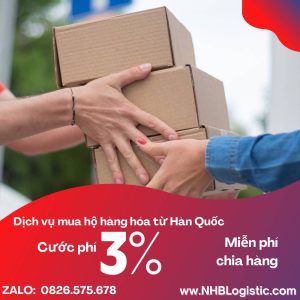 Dịch vụ mua hộ hàng hóa từ Hàn Quốc
Cước phí 3% Miễn phí
chia hàng
ZALO: 0826.575.678 www.NHBLogistic.com